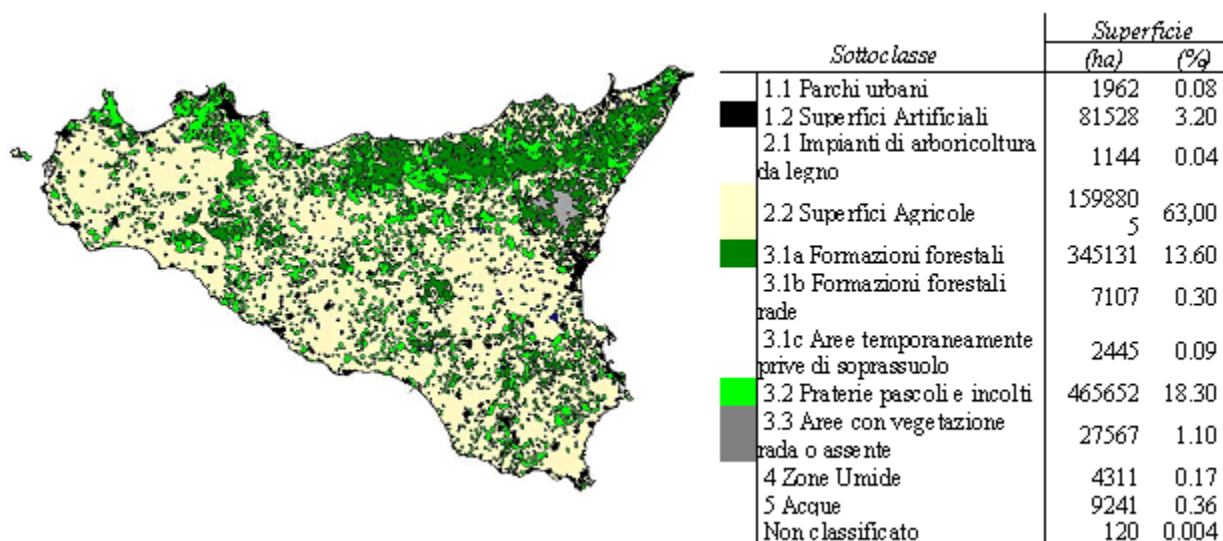 Superficie
Sottoclasse (ha) (%)
1.1 Parchi urbani 1962 0.08
1.2 Superfici Artificiali 81528 3.20
2.1 Impianti di arboricoltura
da legno 1144 0.04
2.2 Superfici Agricole 159880
5 63,00
3.1a Formazioni forestali 345131 13.60
3.1b Formazioni forestali
rade 7107 0.30
3.1c Aree temporaneamente
prive di soprassuolo 2445 0.09
3.2 Praterie pascoli e incolti 465652 18.30
3.3 Aree con vegetazione
rada o assente 27567 1.10
4 Zone Umide 4311 0.17
5 Acque 9241 0.36
Non classificato 120 0.004